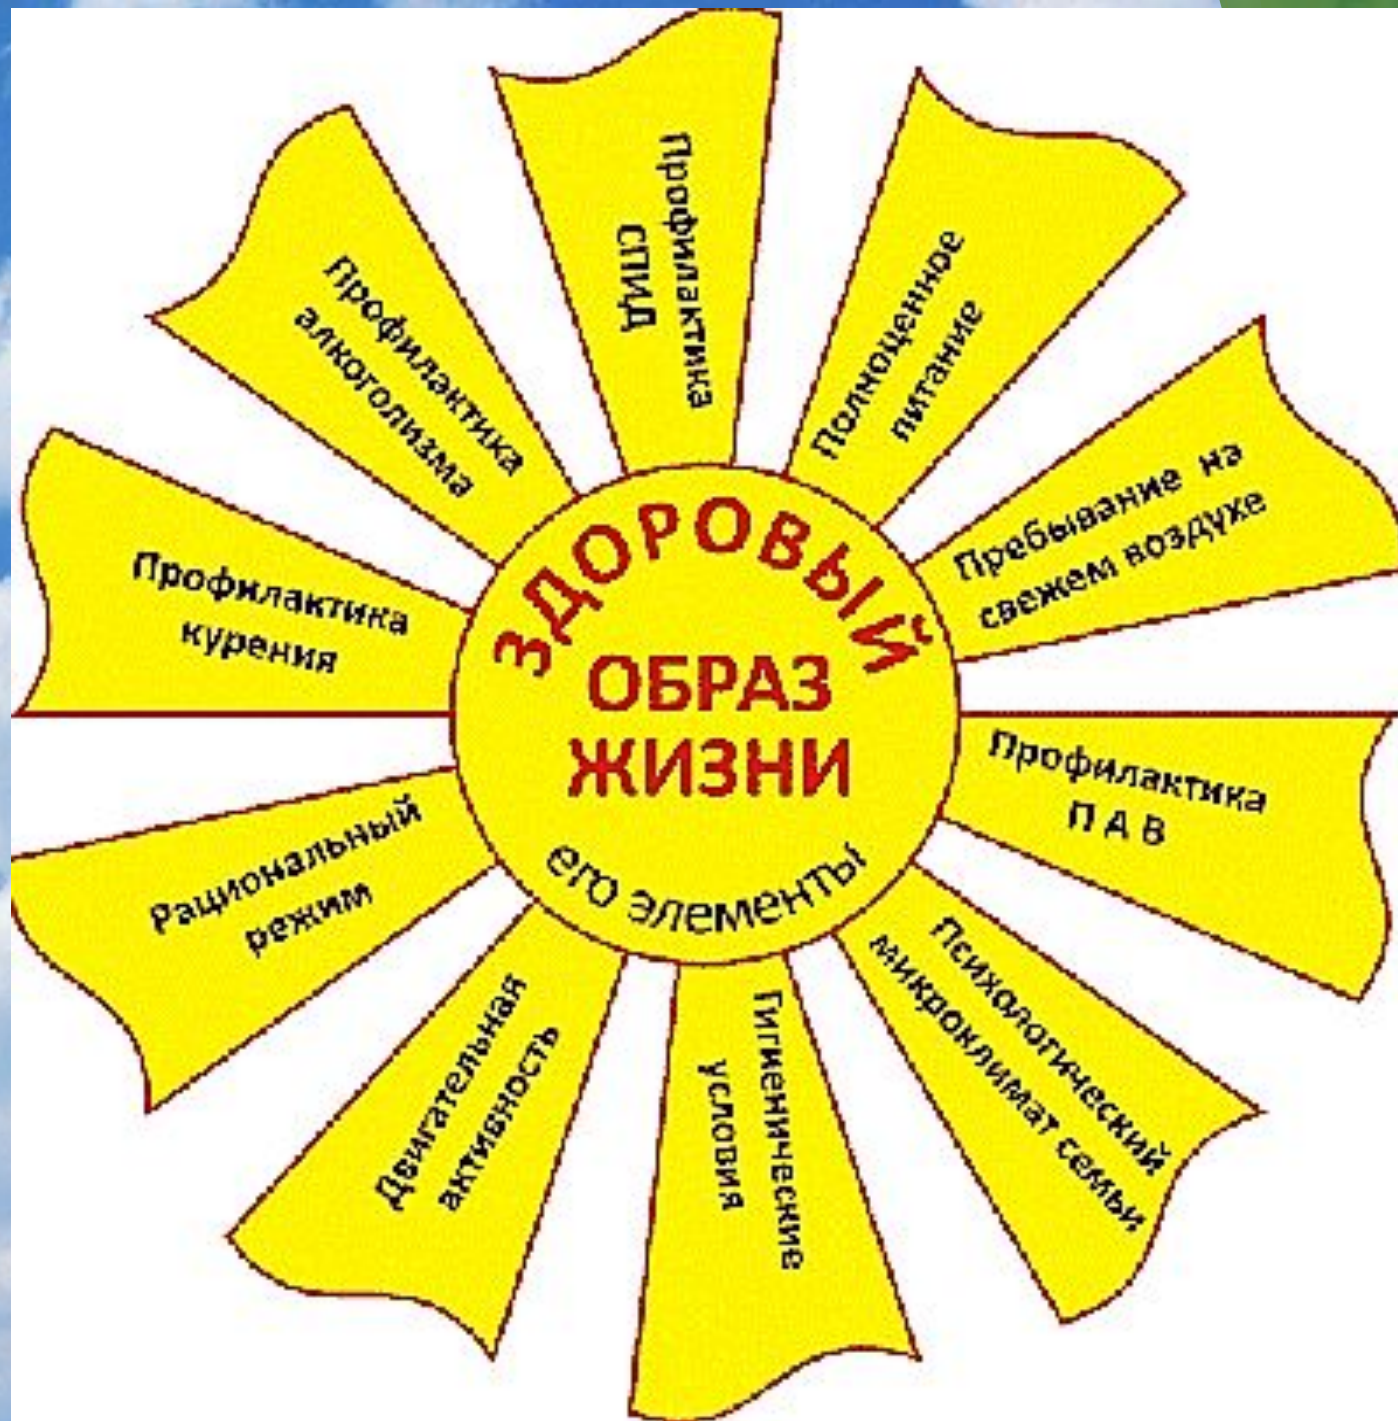 ЗДОРОВЫЙ
ОБРАЗ
ЖИЗНИ
его элементы
Профилактика
СПИД
Полноценное
питание
Пребывание на
свежем воздухе
Профилактика
П А В
Психологический
микроклимат семьи
Гигиенические
условия
Двигательная
активность
Рациональный
режим
Профилактика
курения
Профилактика
алкоголизма